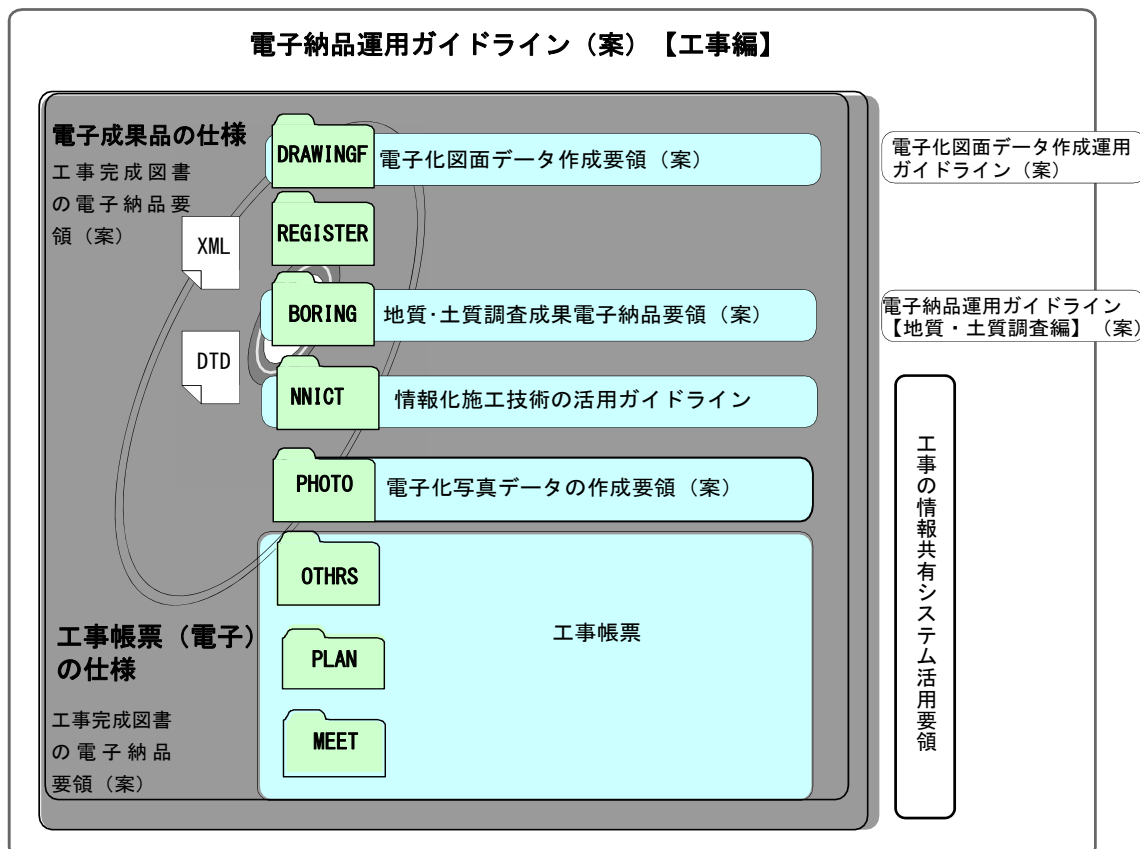 電子納品運用ガイドライン（案）【工事編】
電子成果品の仕様
工事完成図書
の電子納品要
領（案）
XML
DTD
DRAWINGF
電子化図面データ作成要領（案）
REGISTER
BORING
地質･土質調査成果電子納品要領（案）
NNICT
情報化施工技術の活用ガイドライン
PHOTO
電子化写真データの作成要領（案）
OTHRS
PLAN
MEET
工事帳票
工事帳票（電子）
の仕様
工事完成図書
の電子納品
要領（案）
電子化図面データ作成運用
ガイドライン（案）
電子納品運用ガイドライン
【地質・土質調査編】（案）
工事の情報共有システム活用要領